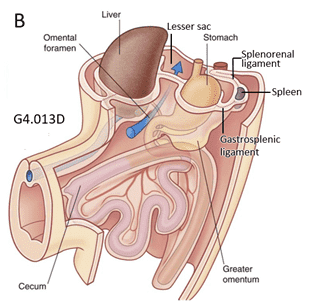 B
Liver
Lesser sac
Omental
foramen
Stomach
Splenorenal
ligament
Spleen
G4.013D
Gastrosplenic
ligament
Greater
omentum
Cecum